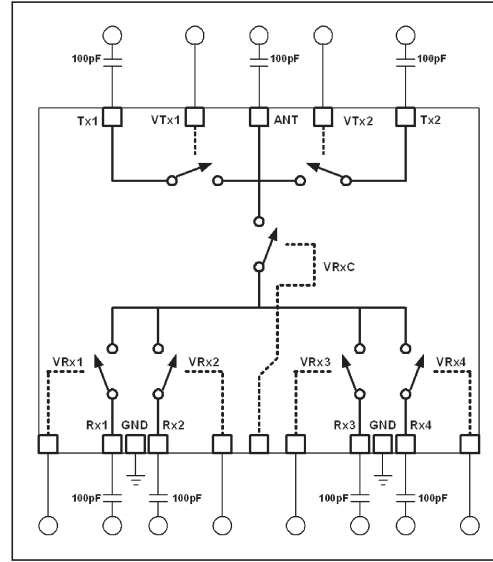 100pF 100pF 100pF
Tx1 VTx1 ANT VTx2 Tx2
VRxC
VRx1 VRx2 VRx3 VRx4
Rx1 GND Rx2 Rx3 GND Rx4
100pF 100pF 100pF 100pF